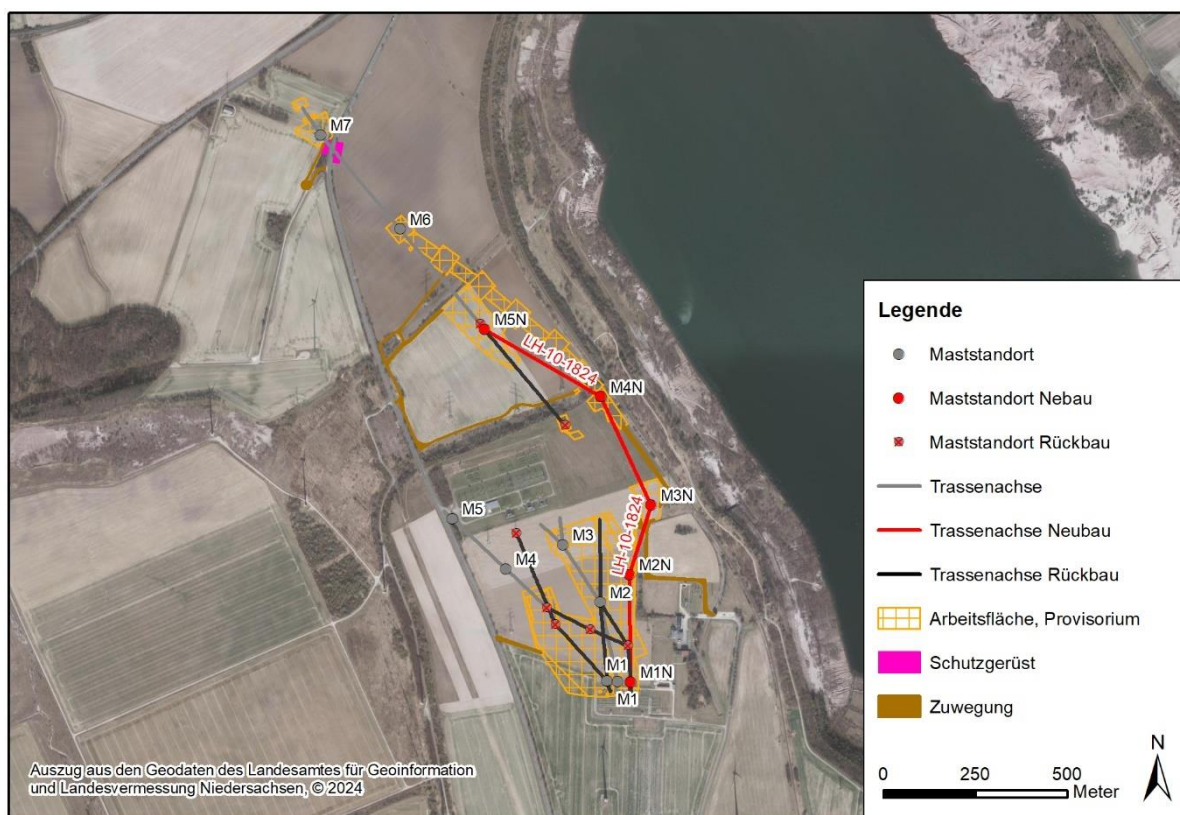 M7
M6
M5N
LH-10-1824
M4N
M3N
M5
M3
LH-10-1824
M4
M2N
M2
M1
M1N
M1
Legende
Maststandort
Maststandort Nebau
Maststandort Rückbau
Trassenachse
Trassenachse Neubau
Trassenachse Rückbau
Arbeitsfläche, Provisorium
Schutzgerüst
Zuwegung
N
0 250 500
Meter
Auszug aus den Geodaten des Landesamtes für Geoinformation
und Landesvermessung Niedersachsen, © 2024